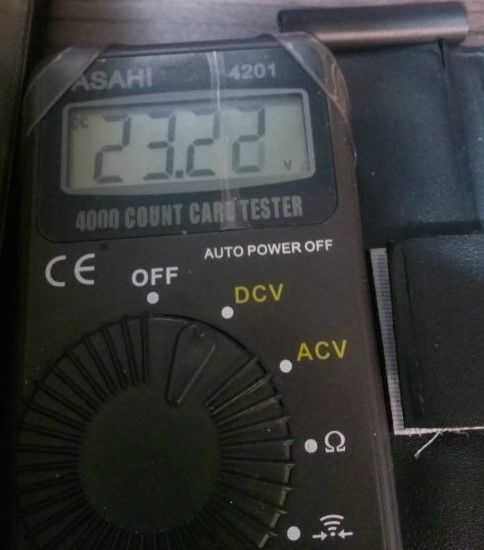 ASAHI 4201
DC 23.2d V
4000 COUNT CARD TESTER
AUTO POWER OFF
CE
OFF
DCV
ACV
Ω